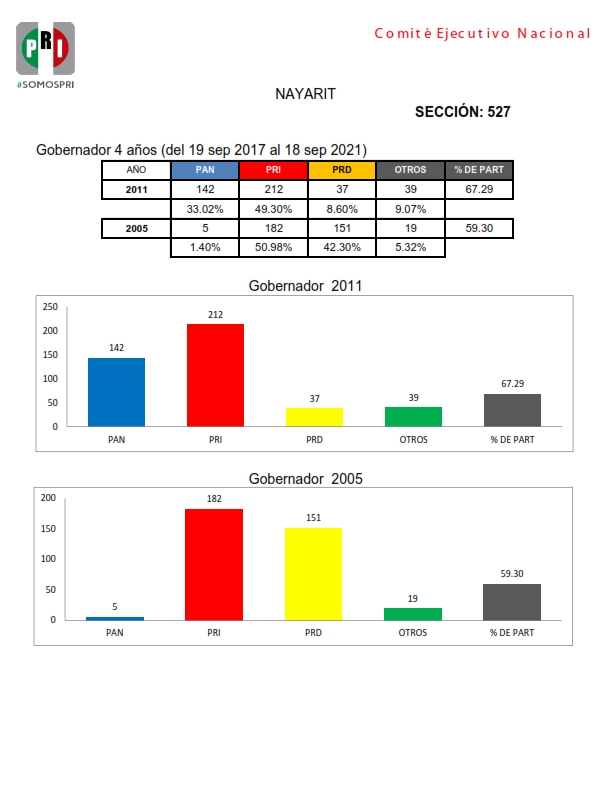 Comité Ejecutivo Nacional
PRI
#SOMOSPRI
NAYARIT
SECCIÓN: 527
Gobernador 4 años (del 19 sep 2017 al 18 sep 2021)
AÑO PAN PRI PRD OTROS % DE PART
2011 142 212 37 39 67.29
33.02% 49.30% 8.60% 9.07%
2005 5 182 151 19 59.30
1.40% 50.98% 42.30% 5.32%
Gobernador 2011
250
200
150
100
50
0
142
212
37
39
67.29
PAN PRI PRD OTROS % DE PART
Gobernador 2005
200
150
100
50
0
5
182
151
19
59.30
PAN PRI PRD OTROS % DE PART